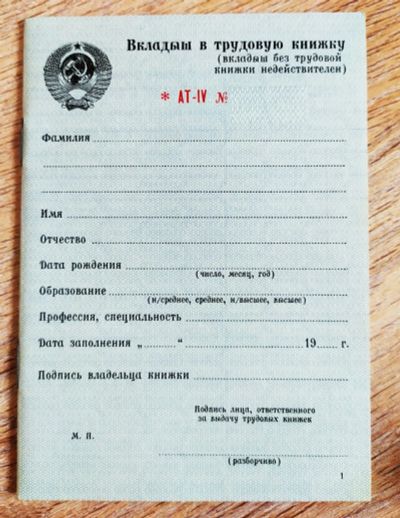 Вкладыш в трудовую книжку
(вкладыш без трудовой
книжки недействителен)
* АТ-IV №
Фамилия
Имя
Отчество
Дата рождения
(число, месяц, год)
Образование
(н/среднее, среднее, н/высшее, высшее)
Профессия, специальность
Дата заполнения „ “ 19 г.
Подпись владельца книжки
Подпись лица, ответственного
за выдачу трудовых книжек
М. П.
(разборчиво)
1